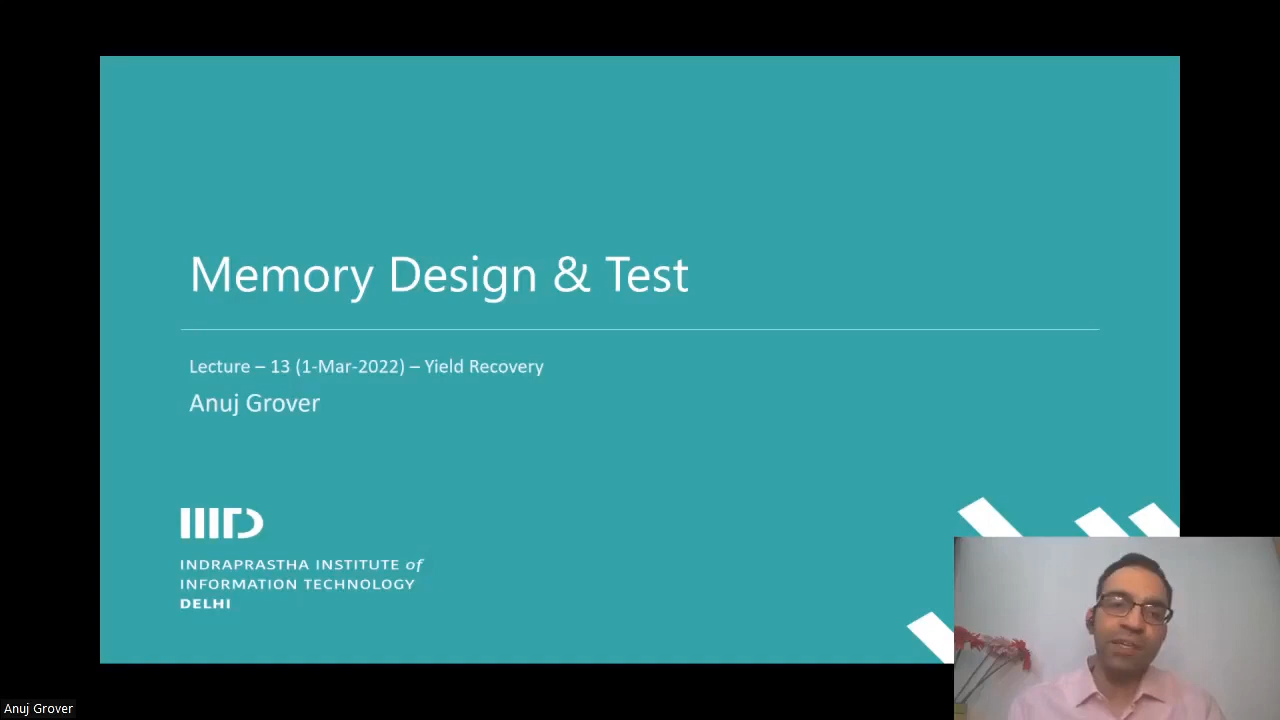 Memory Design & Test
Lecture – 13 (1-Mar-2022) – Yield Recovery
Anuj Grover
IIITD
INDRAPRASTHA INSTITUTE of
INFORMATION TECHNOLOGY
DELHI
Anuj Grover